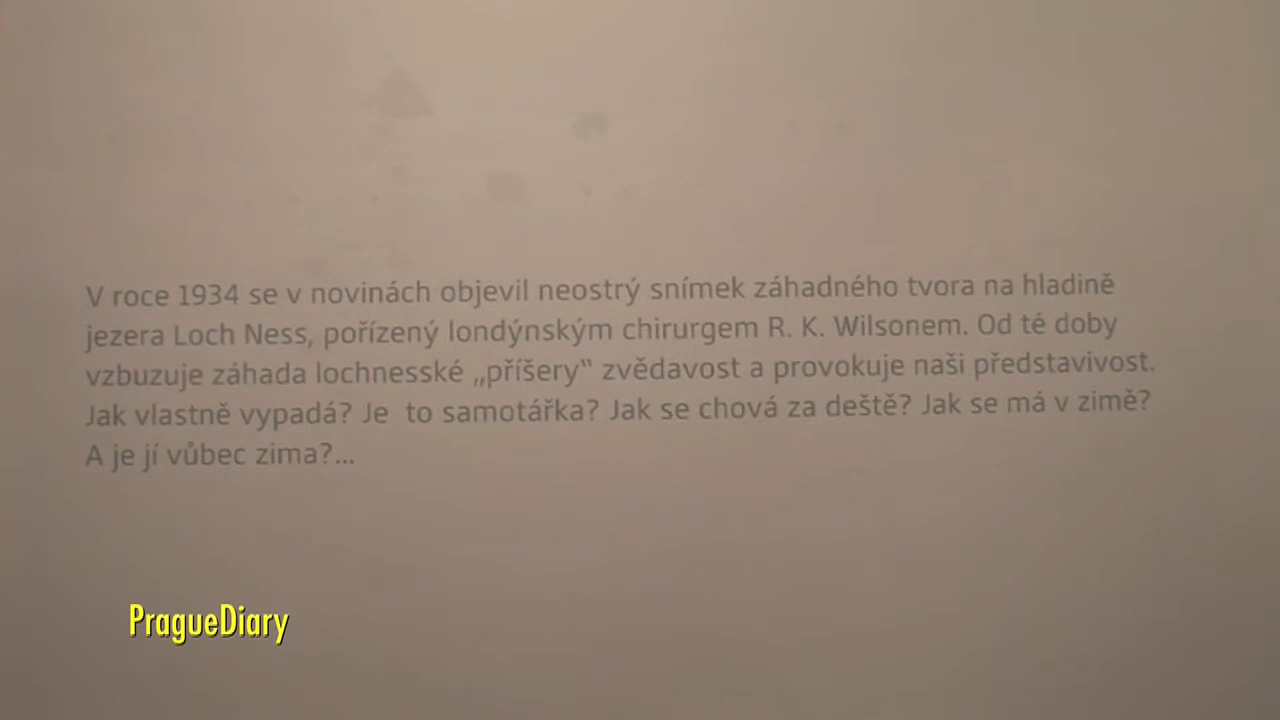 V roce 1934 se v novinách objevil neostrý snímek záhadného tvora na hladině
jezera Loch Ness, pořízený londýnským chirurgem R. K. Wilsonem. Od té doby
vzbuzuje záhada lochnesské „příšery“ zvědavost a provokuje naši představivost.
Jak vlastně vypadá? Je  to samotářka? Jak se chová za deště? Jak se má v zimě?
A je jí vůbec zima?...
PragueDiary